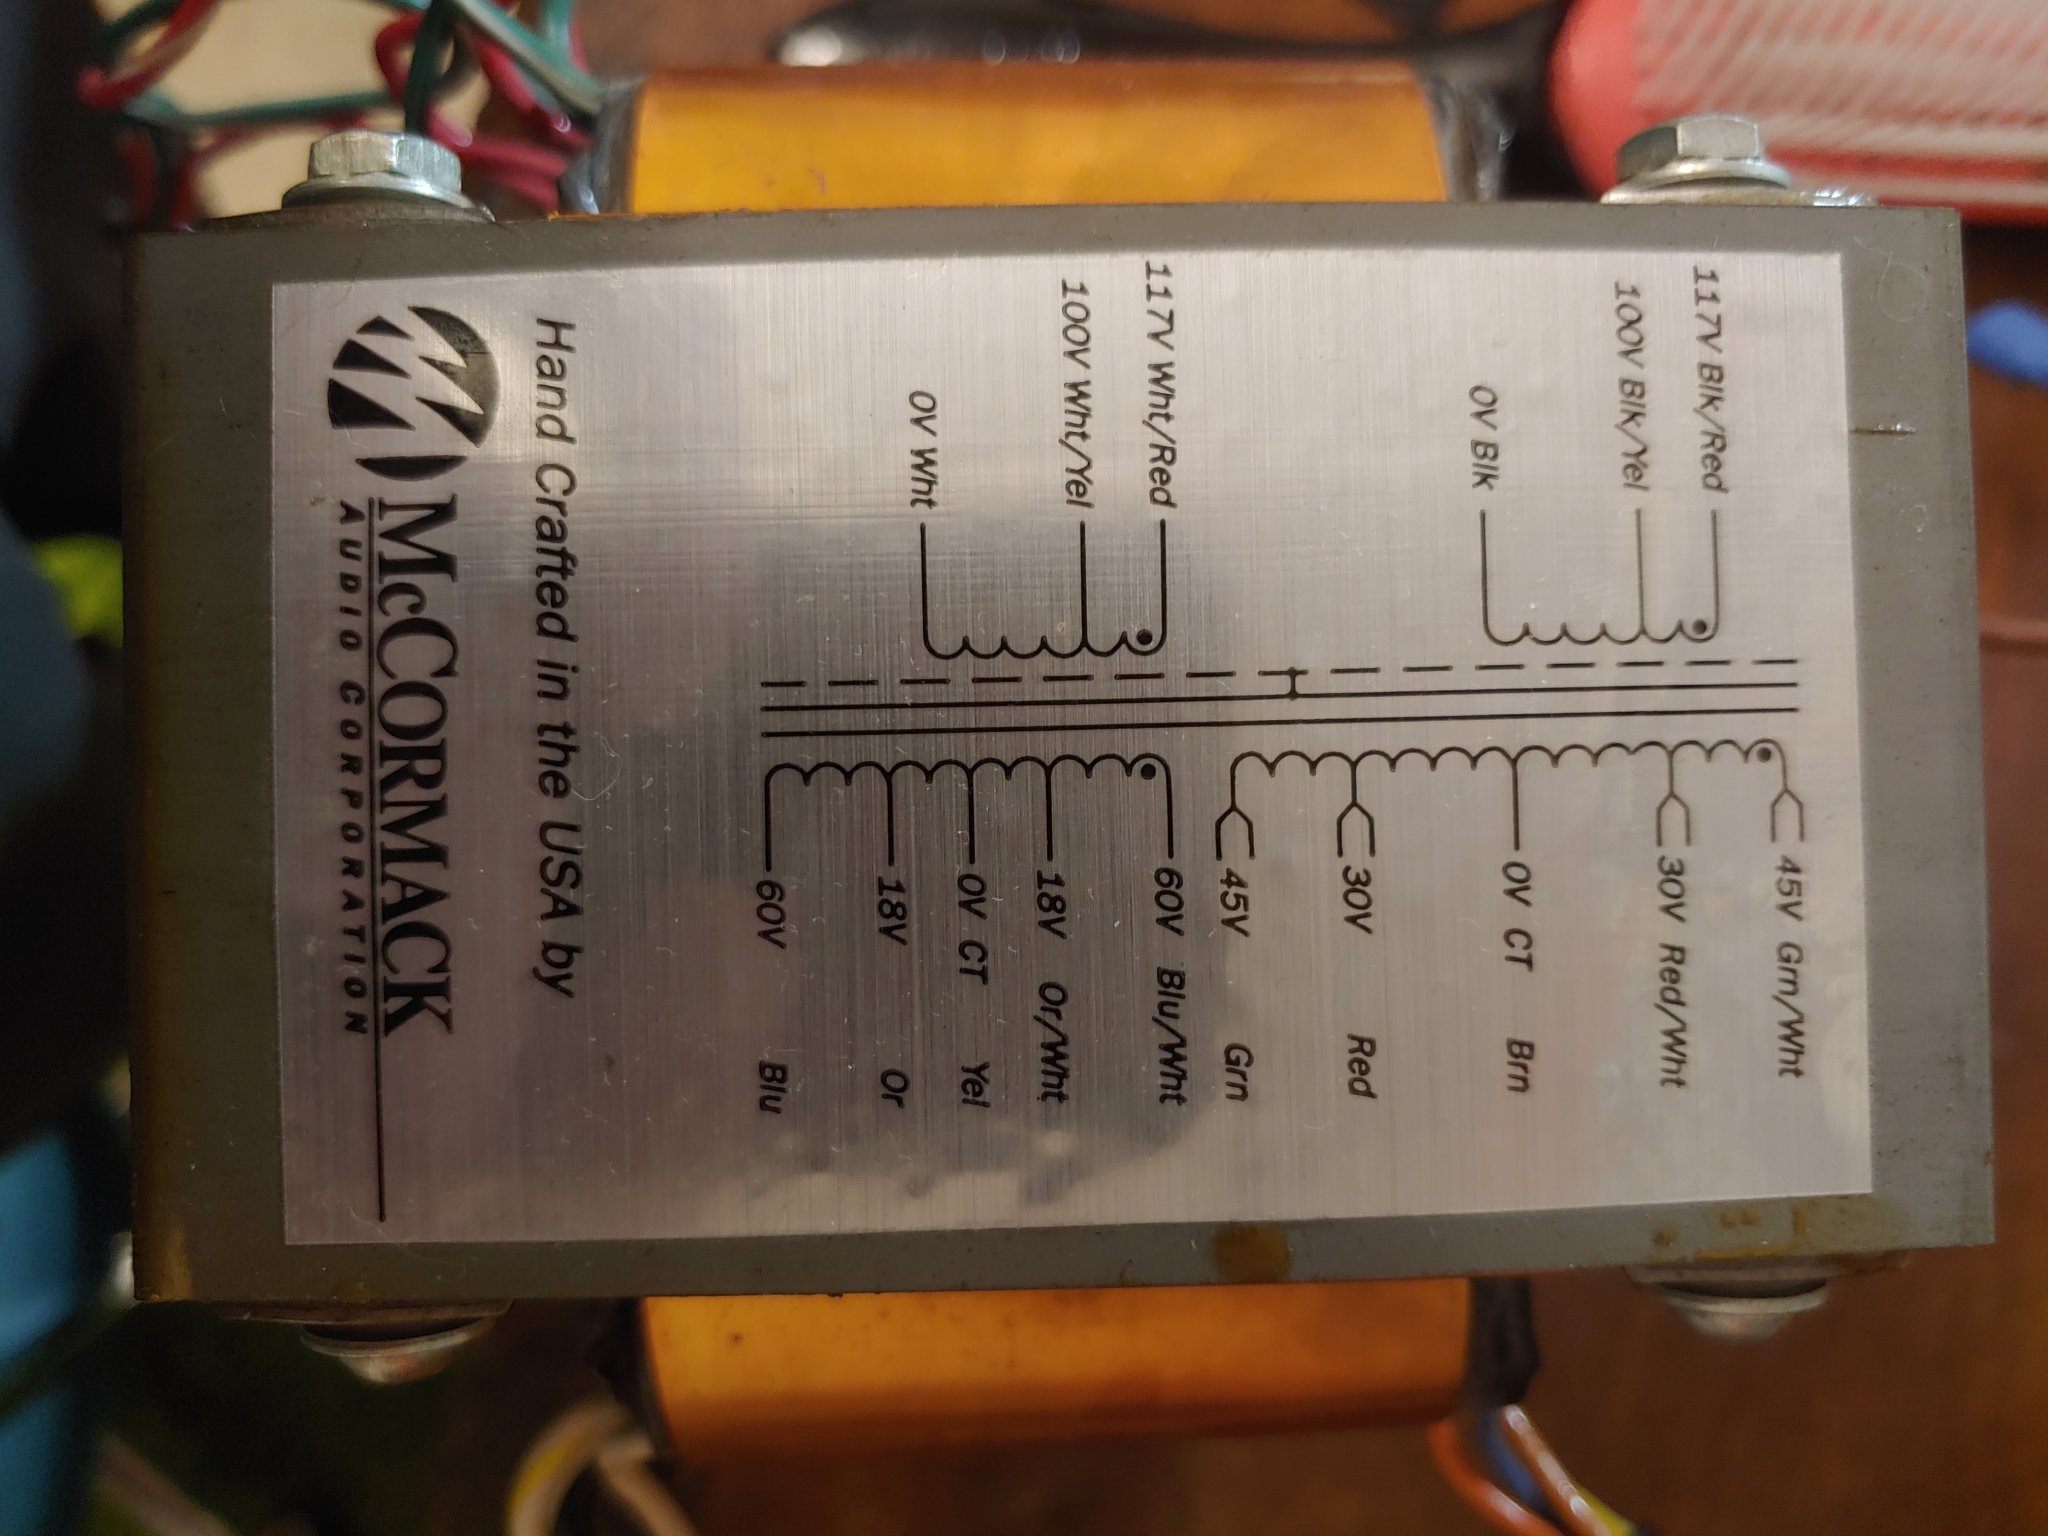 117V Blk/Red
100V Blk/Yel
0V Blk
117V Wht/Red
100V Wht/Yel
0V Wht
45V Grn/Wht
30V Red/Wht
0V CT Brn
30V Red
45V Grn
60V Blu/Wht
18V Or/Wht
0V CT Yel
18V Or
60V Blu
Hand Crafted in the USA by
McCORMACK
AUDIO CORPORATION